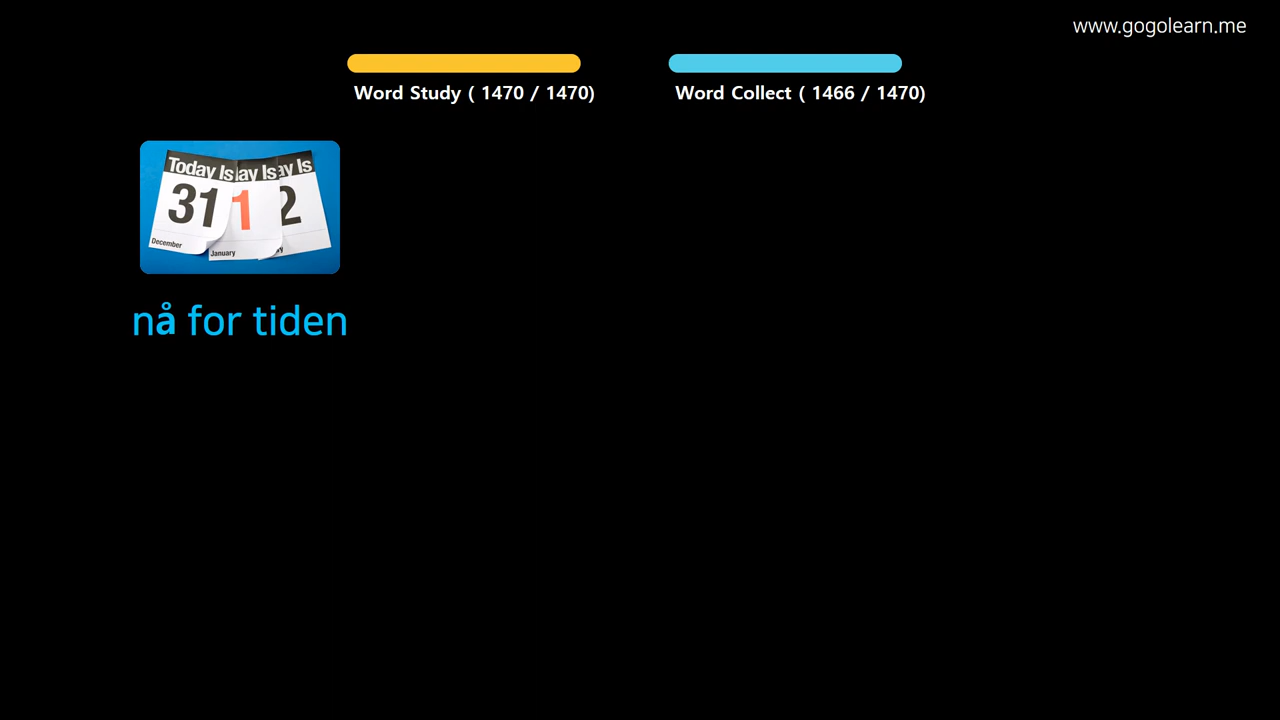 www.gogolearn.me
Word Study ( 1470 / 1470)
Word Collect ( 1466 / 1470)
Today Is ay Is ay Is
31 1 2
December
January
nå for tiden